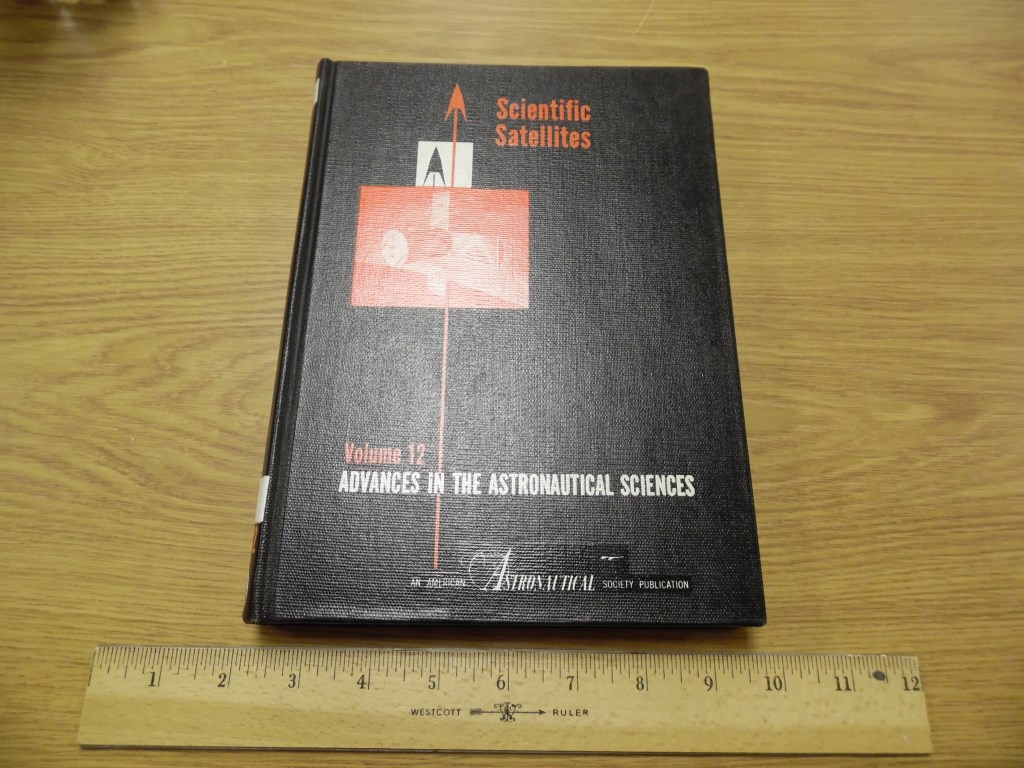 Scientific
Satellites
Volume 12
ADVANCES IN THE ASTRONAUTICAL SCIENCES
AN AMERICAN ASTRONAUTICAL SOCIETY PUBLICATION
1 2 3 4 5 6 7 8 9 10 11 12
WESTCOTT RULER